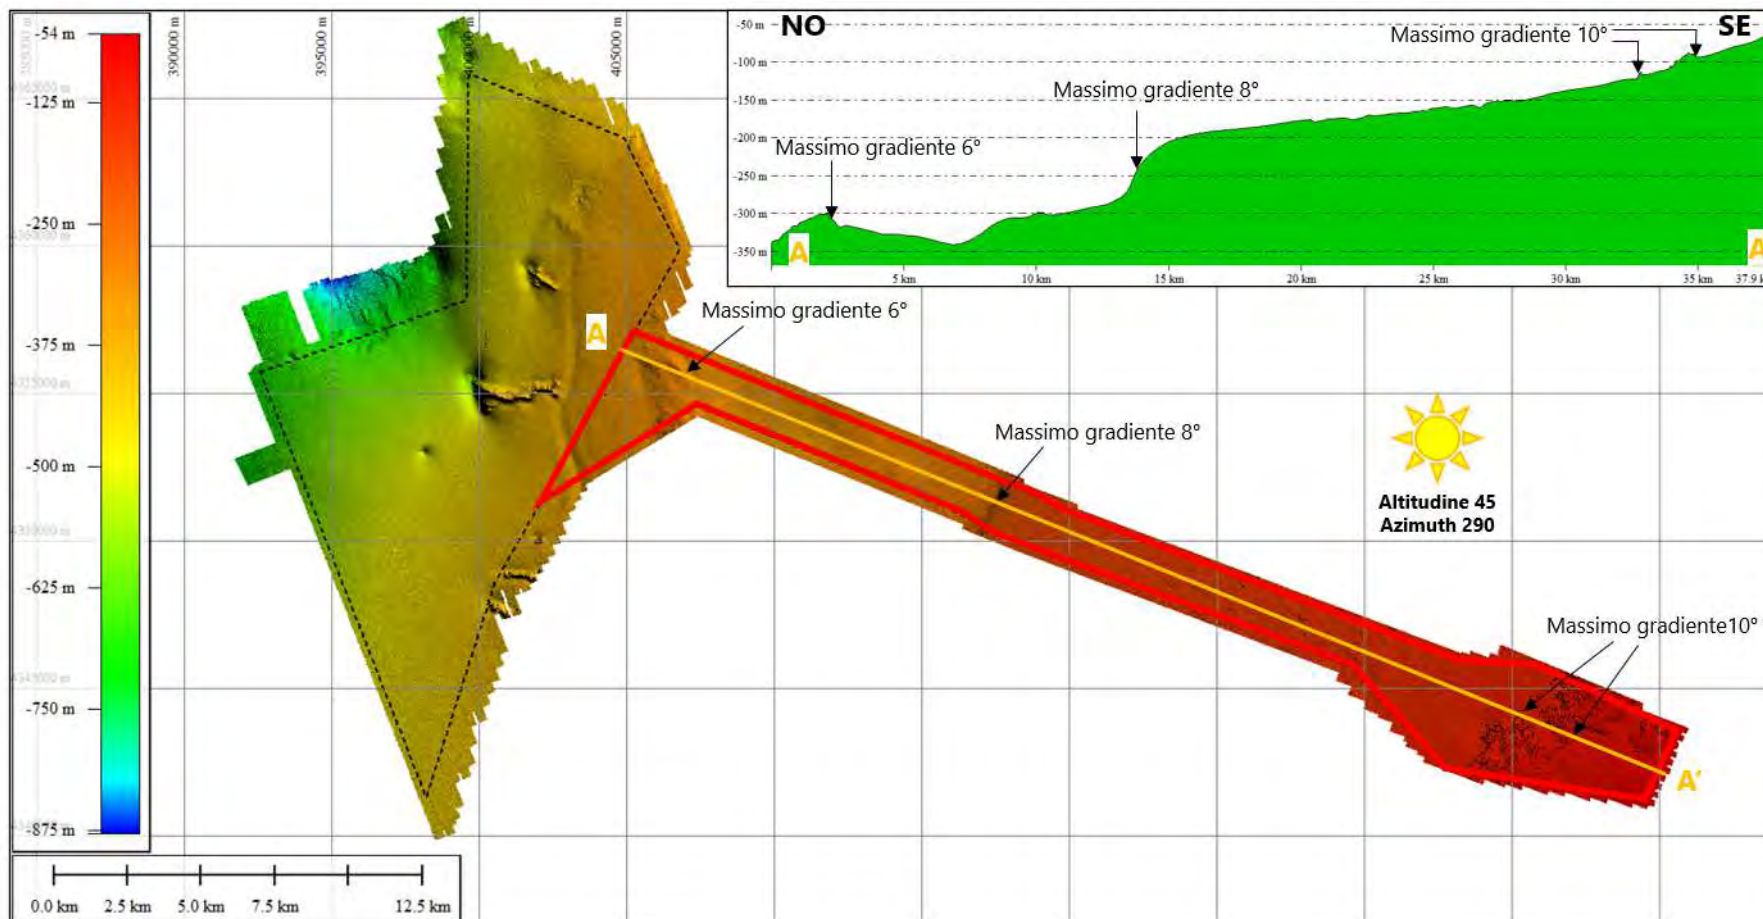 -54 m
-125 m
-250 m
-375 m
-500 m
-625 m
-750 m
-875 m
390000 m
395000 m
400000 m
405000 m
NO
SE
-50 m
-100 m
-150 m
-200 m
-250 m
-300 m
-350 m
Massimo gradiente 10°
Massimo gradiente 8°
Massimo gradiente 6°
A
A
5 km
10 km
15 km
20 km
25 km
30 km
35 km
Massimo gradiente 6°
A
Massimo gradiente 8°
Altitudine 45
Azimuth 290
Massimo gradiente10°
A'
0.0 km
2.5 km
5.0 km
7.5 km
12.5 km